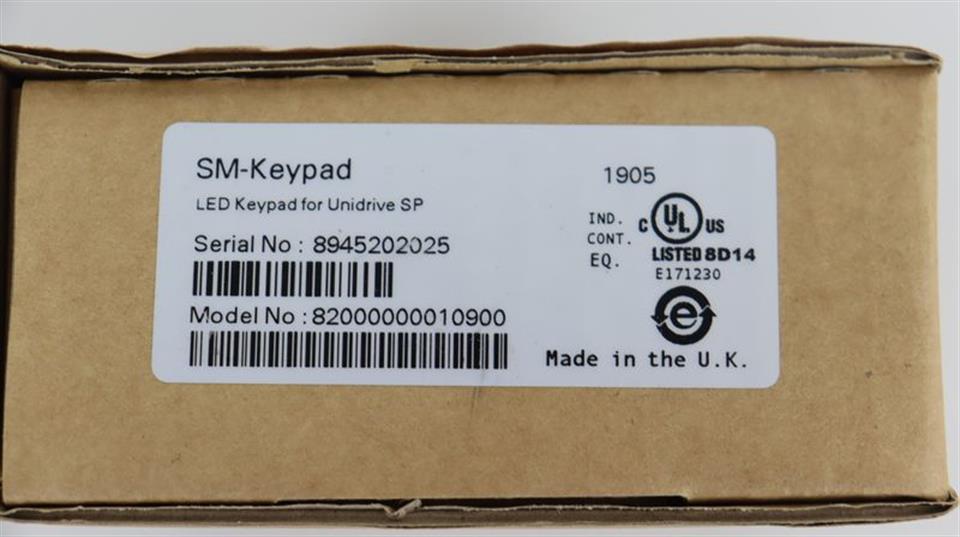 SM-Keypad
LED Keypad for Unidrive SP
Serial No : 8945202025
Model No : 82000000010900
1905
IND.
CONT.
EQ.
C UL US
LISTED 8D14
E171230
e
Made in the U.K.